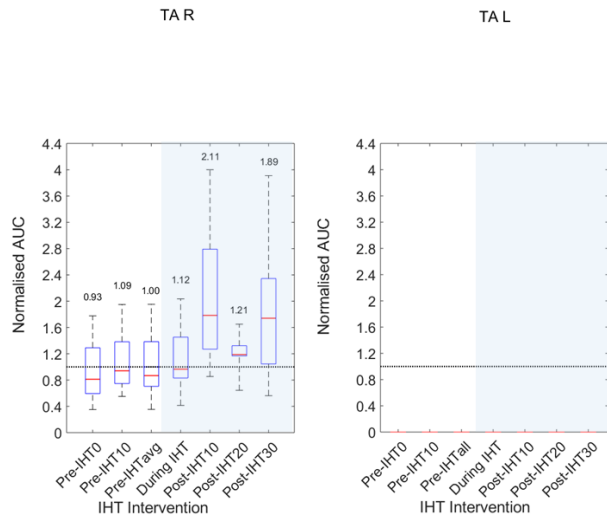 TA R
Normalised AUC
4.4
4
3.6
3.2
2.8
2.4
2
1.6
1.2
0.8
0.4
0
0.93
1.09
1.00
1.12
2.11
1.21
1.89
Pre-IHT0
Pre-IHT10
Pre-IHTavg
During IHT
Post-IHT10
Post-IHT20
Post-IHT30
IHT Intervention
TA L
Normalised AUC
4.4
4
3.6
3.2
2.8
2.4
2
1.6
1.2
0.8
0.4
0
Pre-IHT0
Pre-IHT10
Pre-IHTall
During IHT
Post-IHT10
Post-IHT20
Post-IHT30
IHT Intervention